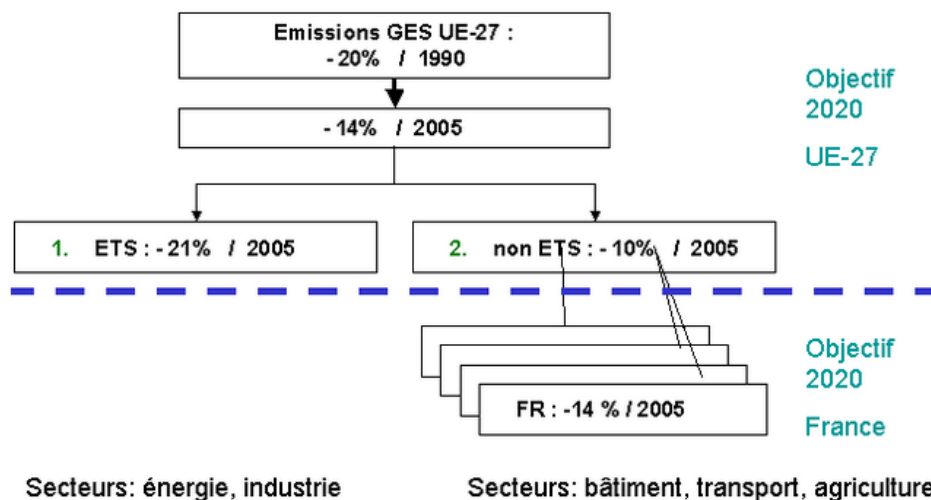 Emissions GES UE-27 :
- 20% / 1990
Objectif
2020
UE-27
- 14% / 2005
1. ETS : - 21% / 2005
2. non ETS : - 10% / 2005
Objectif
2020
France
FR : -14 % / 2005
Secteurs: énergie, industrie
Secteurs: bâtiment, transport, agriculture